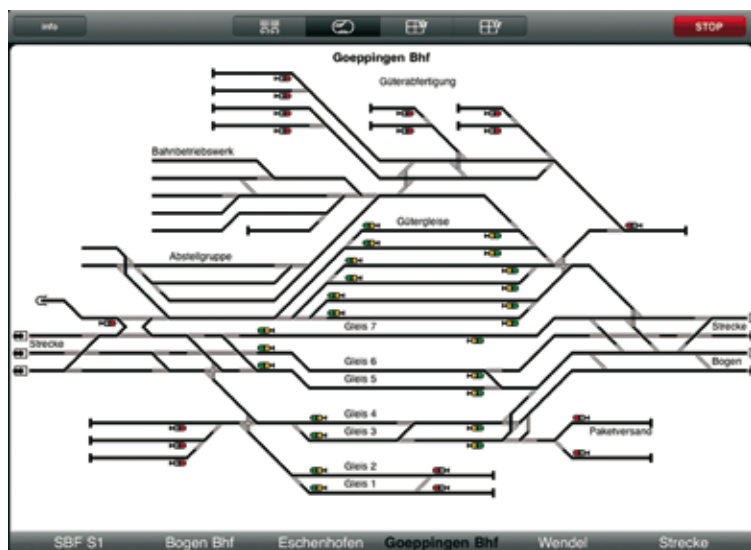 info
STOP
Goeppingen Bhf
Güterabfertigung
Bahnbetriebswerk
Gütergleise
Abstellgruppe
Gleis 7
Strecke
Strecke
Gleis 6
Bogen
Gleis 5
Gleis 4
Gleis 3
Paketversand
Gleis 2
Gleis 1
SBF S1 Bogen Bhf Eschenhofen Goeppingen Bhf Wendel Strecke